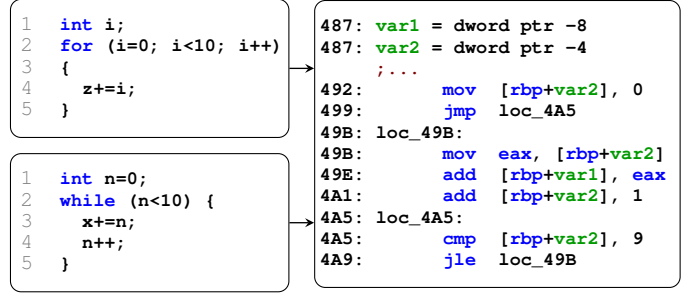 1 int i;
2 for (i=0; i<10; i++)
3 {
4 z+=i;
5 }
1 int n=0;
2 while (n<10) {
3 x+=n;
4 n++;
5 }
487: var1 = dword ptr -8
487: var2 = dword ptr -4
;...
492: mov [rbp+var2], 0
499: jmp loc_4A5
49B: loc_49B:
49B: mov eax, [rbp+var2]
49E: add [rbp+var1], eax
4A1: add [rbp+var2], 1
4A5: loc_4A5:
4A5: cmp [rbp+var2], 9
4A9: jle loc_49B